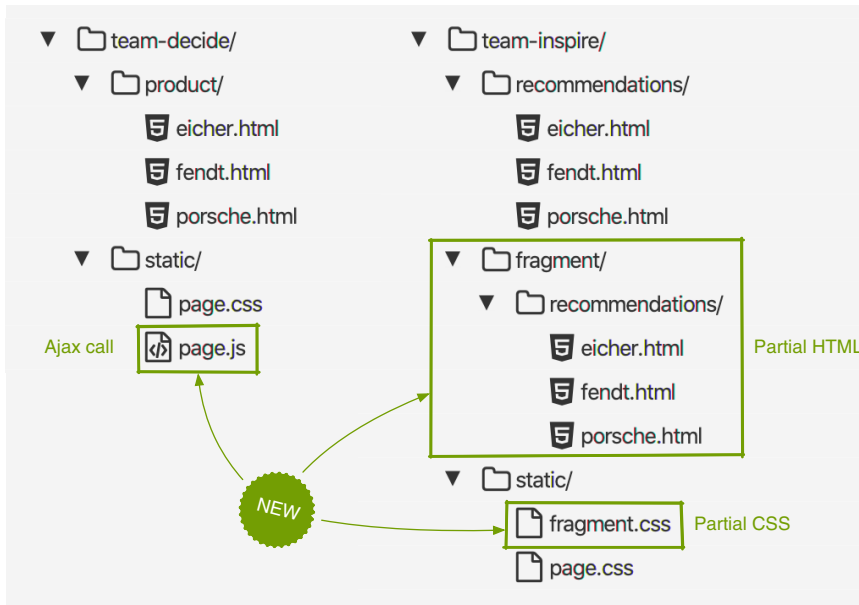 team-decide/
product/
eicher.html
fendt.html
porsche.html
static/
page.css
Ajax call
page.js
NEW
team-inspire/
recommendations/
eicher.html
fendt.html
porsche.html
fragment/
recommendations/
eicher.html
Partial HTML
fendt.html
porsche.html
static/
fragment.css
Partial CSS
page.css